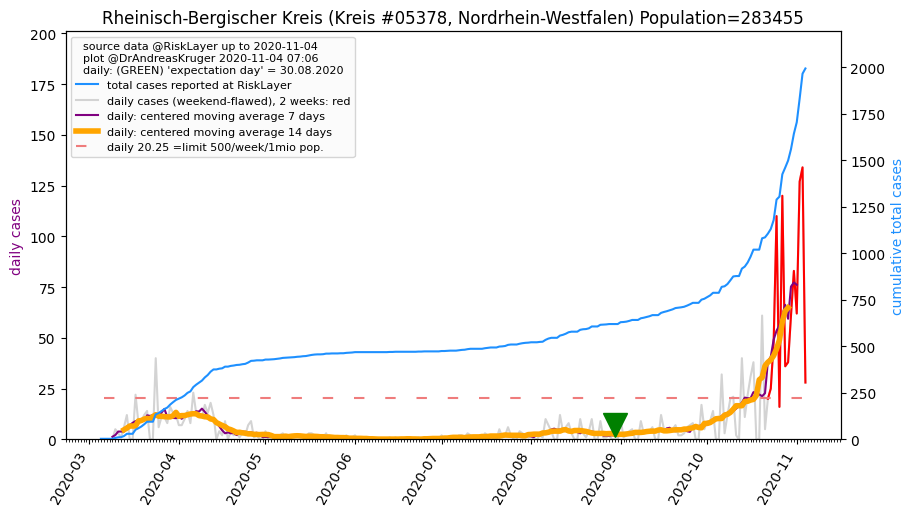 Rheinisch-Bergischer Kreis (Kreis #05378, Nordrhein-Westfalen) Population=283455
source data @RiskLayer up to 2020-11-04
plot @DrAndreasKruger 2020-11-04 07:06
daily: (GREEN) 'expectation day' = 30.08.2020
total cases reported at RiskLayer
daily cases (weekend-flawed), 2 weeks: red
daily: centered moving average 7 days
daily: centered moving average 14 days
daily 20.25 =limit 500/week/1mio pop.
daily cases
200
175
150
125
100
75
50
25
0
cumulative total cases
2000
1750
1500
1250
1000
750
500
250
0
2020-03
2020-04
2020-05
2020-06
2020-07
2020-08
2020-09
2020-10
2020-11